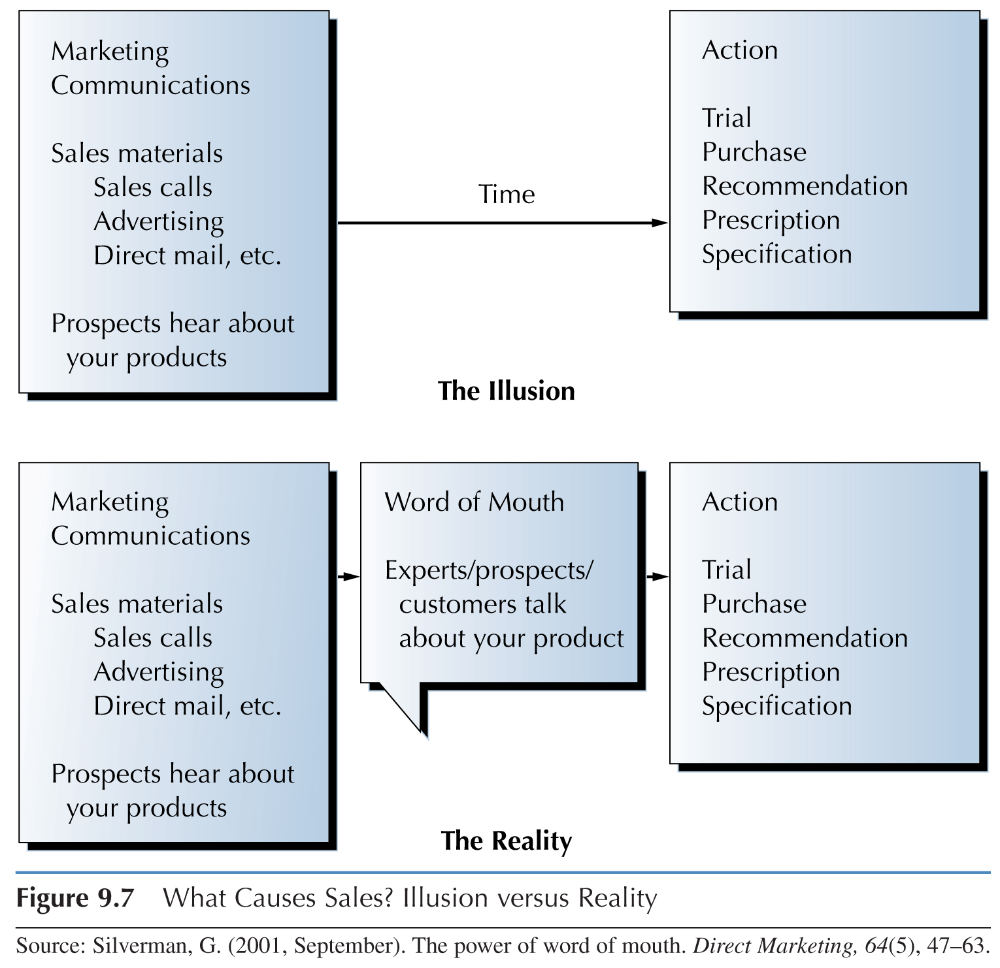 Marketing
Communications
Sales materials
Sales calls
Advertising
Direct mail, etc.
Prospects hear about
your products
Time
Action
Trial
Purchase
Recommendation
Prescription
Specification
The Illusion
Marketing
Communications
Sales materials
Sales calls
Advertising
Direct mail, etc.
Prospects hear about
your products
Word of Mouth
Experts/prospects/
customers talk
about your product
Action
Trial
Purchase
Recommendation
Prescription
Specification
The Reality
Figure 9.7 What Causes Sales? Illusion versus Reality
Source: Silverman, G. (2001, September). The power of word of mouth. Direct Marketing, 64(5), 47–63.